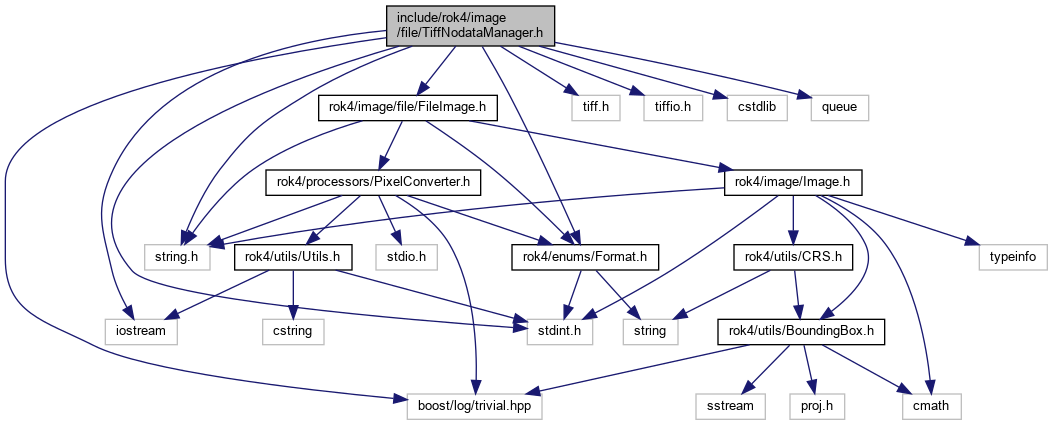 include/rok4/image
/file/TiffNodataManager.h
rok4/image/file/FileImage.h
tiff.h
tiffio.h
cstdlib
queue
rok4/processors/PixelConverter.h
rok4/image/Image.h
string.h
rok4/utils/Utils.h
stdio.h
rok4/enums/Format.h
rok4/utils/CRS.h
typeinfo
iostream
cstring
stdint.h
string
rok4/utils/BoundingBox.h
boost/log/trivial.hpp
sstream
proj.h
cmath